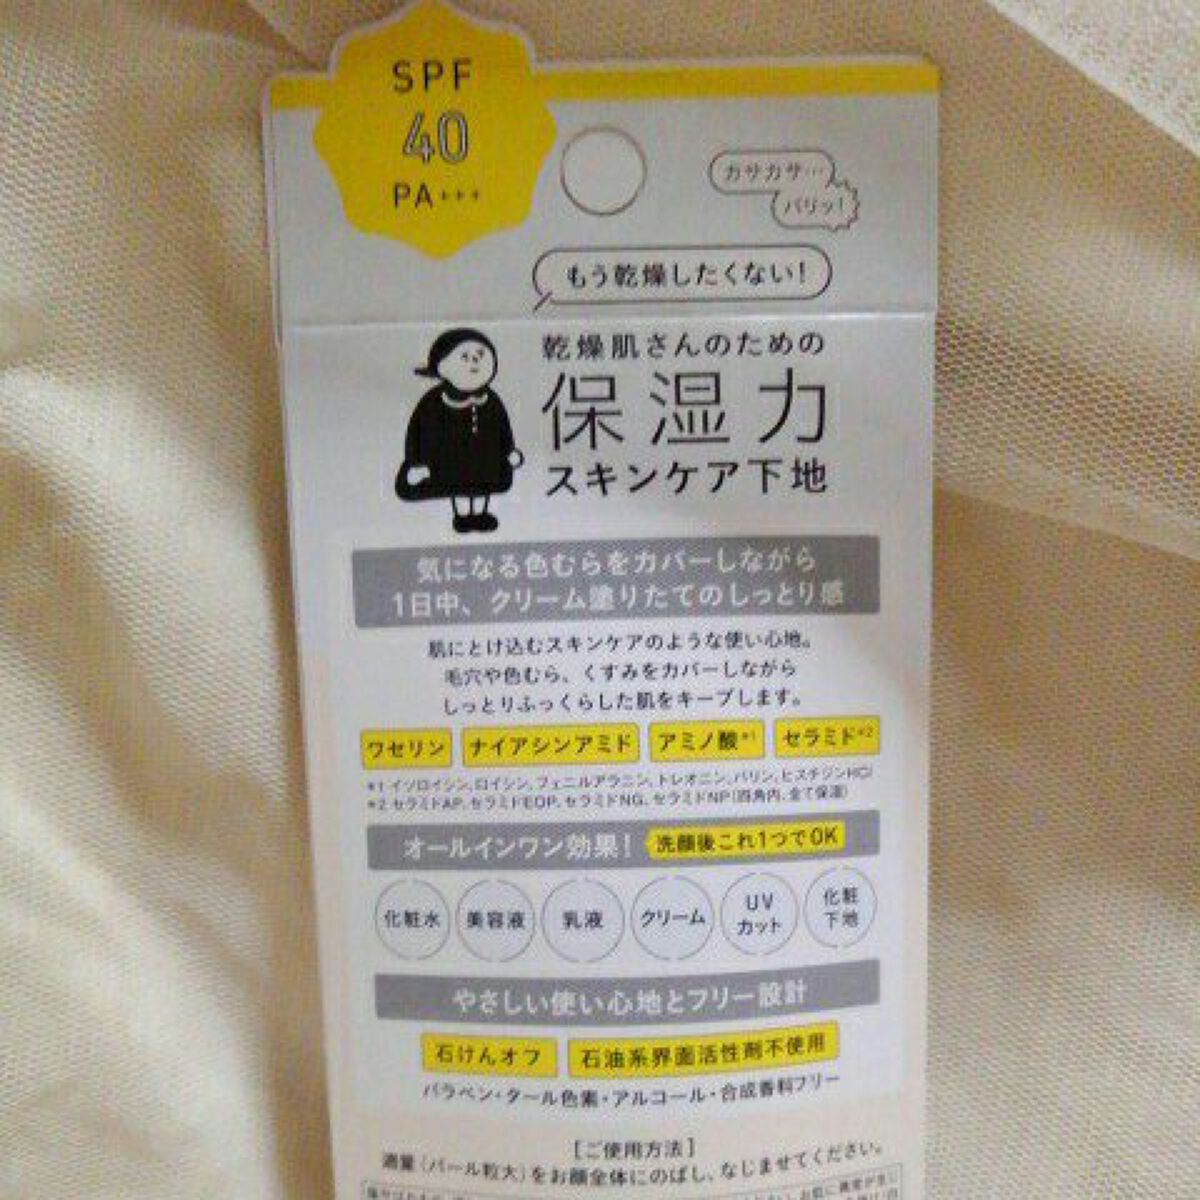 SPF
40
PA+++
カサカサ…
パリッ!
もう乾燥したくない!
乾燥肌さんのための
保湿力
スキンケア下地
気になる色むらをカバーしながら
1日中、クリーム塗りたてのしっとり感
肌にとけ込むスキンケアのような使い心地。
毛穴や色むら、くすみをカバーしながら
しっとりふっくらした肌をキープします。
ワセリン ナイアシンアミド アミノ酸*1 セラミド*2
*1 イソロイシン、ロイシン、フェニルアラニン、トレオニン、バリン、ヒスチジンHCl
*2 セラミドAP、セラミドEOP、セラミドNG、セラミドNP(四角内、全て保湿)
オールインワン効果! 洗顔後これ1つでOK
化粧水 美容液 乳液 クリーム UVカット 化粧下地
やさしい使い心地とフリー設計
石けんオフ 石油系界面活性剤不使用
パラベン・タール色素・アルコール・合成香料フリー
[ご使用方法]
適量(パール粒大)をお顔全体にのばし、なじませてください。